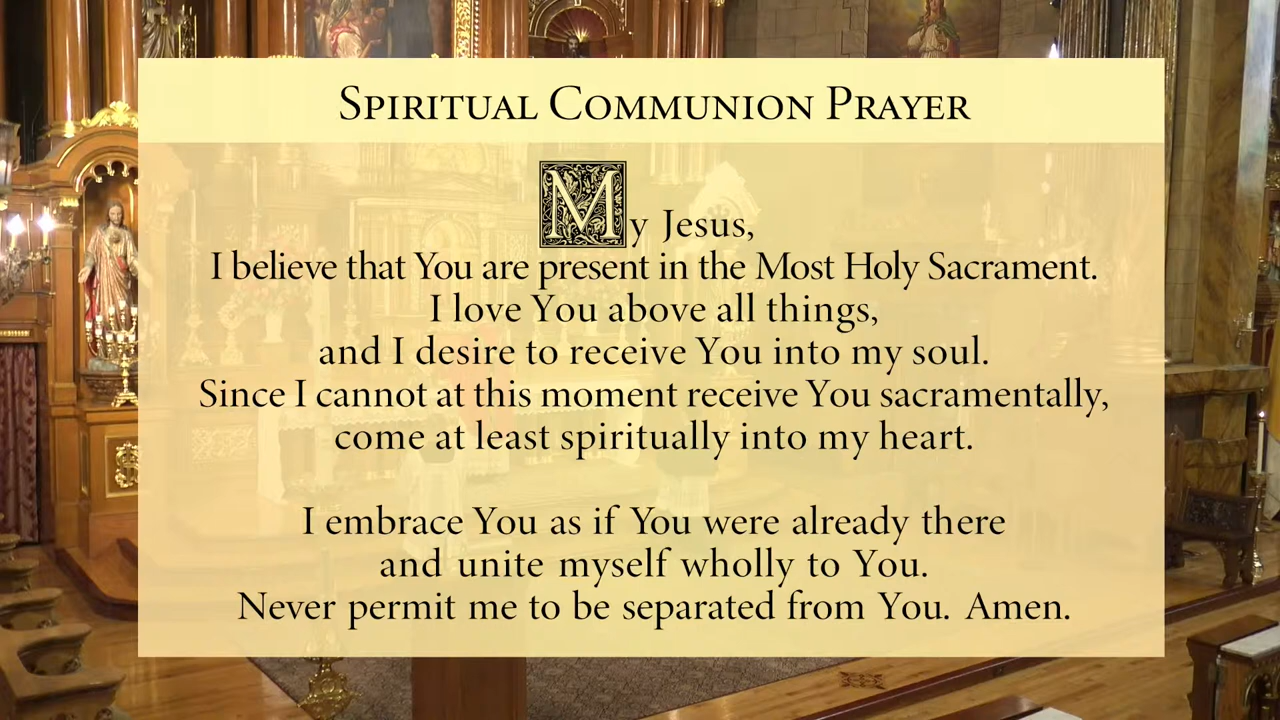 Spiritual Communion Prayer
My Jesus,
I believe that You are present in the Most Holy Sacrament.
I love You above all things,
and I desire to receive You into my soul.
Since I cannot at this moment receive You sacramentally,
come at least spiritually into my heart.
I embrace You as if You were already there
and unite myself wholly to You.
Never permit me to be separated from You. Amen.